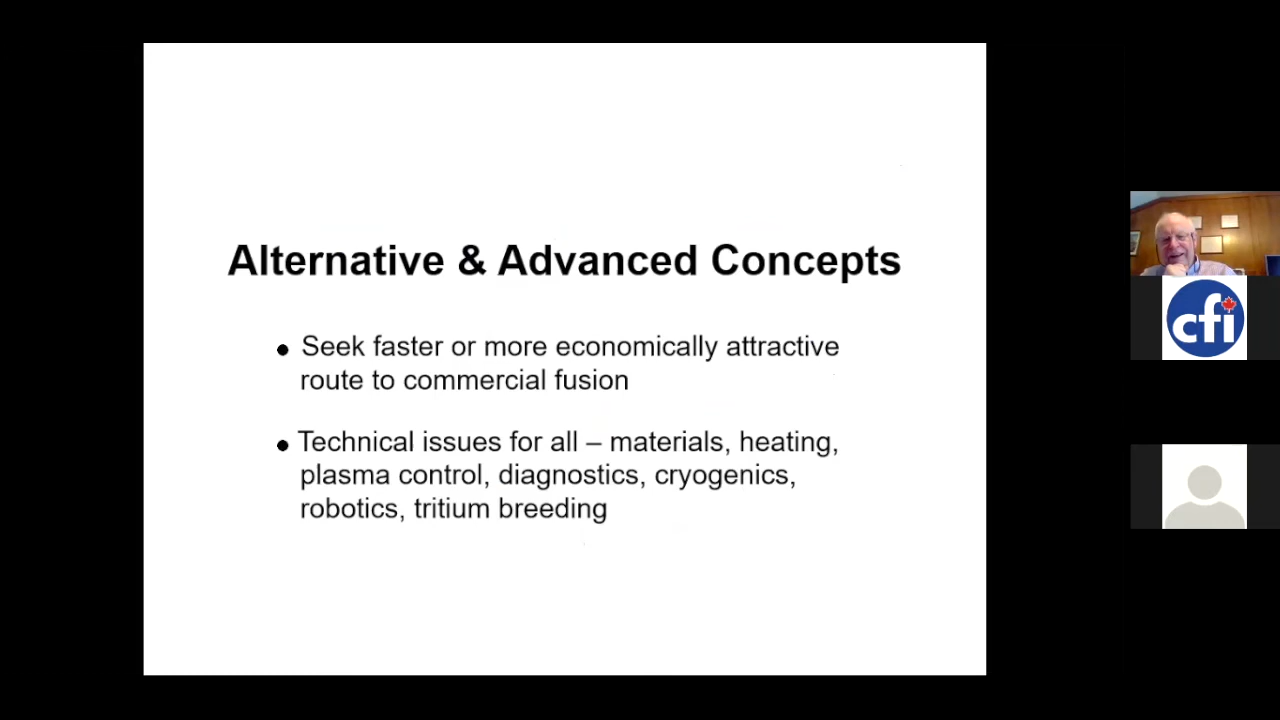 Alternative & Advanced Concepts
• Seek faster or more economically attractive
route to commercial fusion
• Technical issues for all – materials, heating,
plasma control, diagnostics, cryogenics,
robotics, tritium breeding
cfi